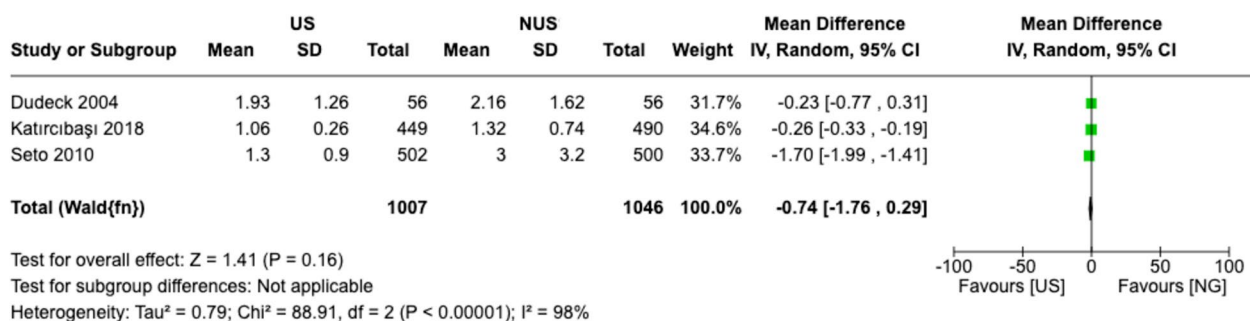 US NUS Mean Difference Mean Difference
Study or Subgroup Mean SD Total Mean SD Total Weight IV, Random, 95% CI IV, Random, 95% CI
Dudeck 2004 1.93 1.26 56 2.16 1.62 56 31.7% -0.23 [-0.77 , 0.31]
Katırcıbaşı 2018 1.06 0.26 449 1.32 0.74 490 34.6% -0.26 [-0.33 , -0.19]
Seto 2010 1.3 0.9 502 3 3.2 500 33.7% -1.70 [-1.99 , -1.41]
Total (Wald{fn}) 1007 1046 100.0% -0.74 [-1.76 , 0.29]
Test for overall effect: Z = 1.41 (P = 0.16)
Test for subgroup differences: Not applicable
Heterogeneity: Tau² = 0.79; Chi² = 88.91, df = 2 (P < 0.00001); I² = 98%
-100 -50 0 50 100
Favours [US] Favours [NG]